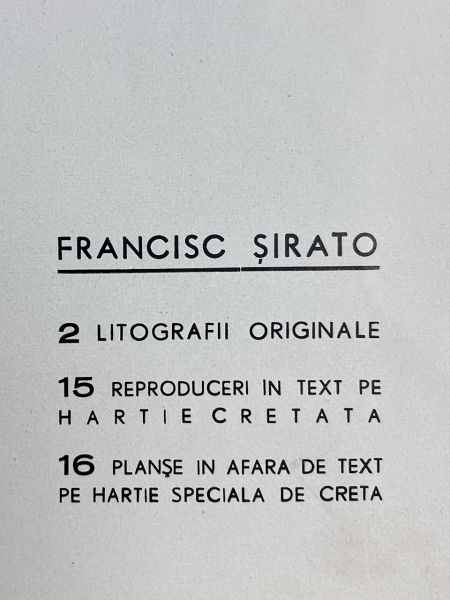 FRANCISC ȘIRATO
2 LITOGRAFII ORIGINALE
15 REPRODUCERI IN TEXT PE
HARTIE CRETATA
16 PLANȘE IN AFARA DE TEXT
PE HARTIE SPECIALA DE CRETA